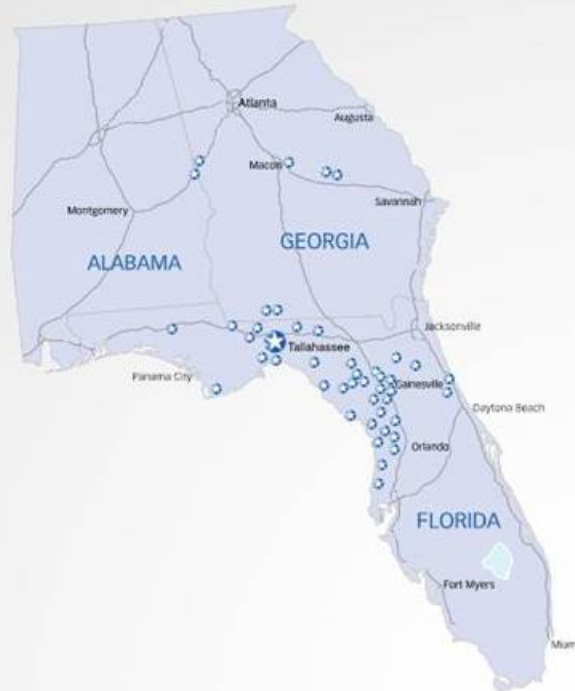 Atlanta
Augusta
Macon
Savannah
Montgomery
GEORGIA
ALABAMA
Jacksonville
Tallahassee
Panama City
Gainesville
Daytona Beach
Orlando
FLORIDA
Fort Myers